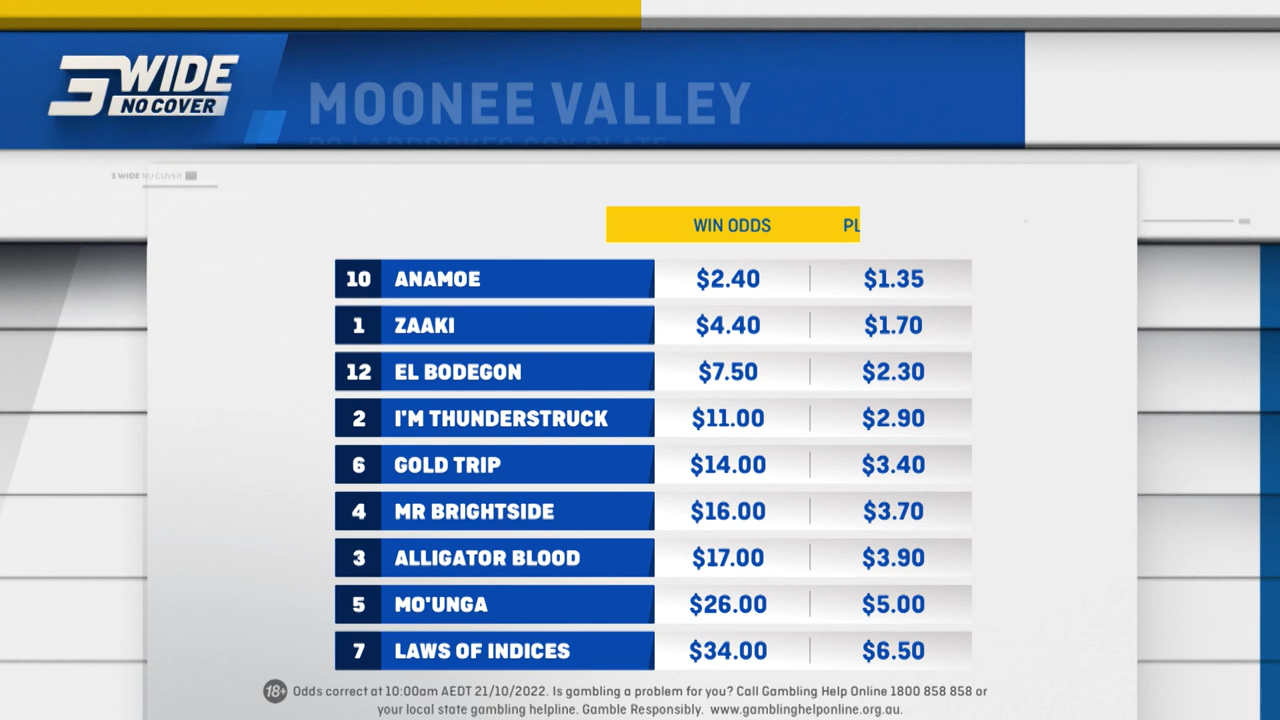 3 WIDE
NO COVER
MOONEE VALLEY
3 WIDE NO COVER
WIN ODDS
10 ANAMOE $2.40 $1.35
1 ZAAKI $4.40 $1.70
12 EL BODEGON $7.50 $2.30
2 I'M THUNDERSTRUCK $11.00 $2.90
6 GOLD TRIP $14.00 $3.40
4 MR BRIGHTSIDE $16.00 $3.70
3 ALLIGATOR BLOOD $17.00 $3.90
5 MO'UNGA $26.00 $5.00
7 LAWS OF INDICES $34.00 $6.50
18+ Odds correct at 10:00am AEDT 21/10/2022. Is gambling a problem for you? Call Gambling Help Online 1800 858 858 or
your local state gambling helpline. Gamble Responsibly. www.gamblinghelponline.org.au.